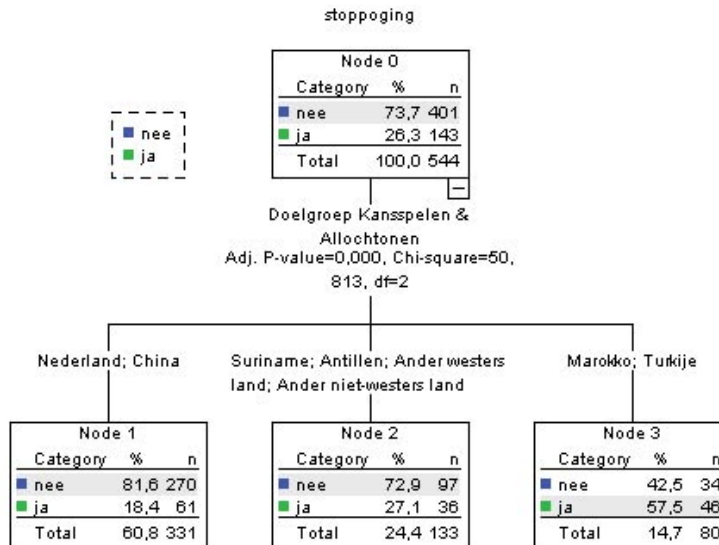 stoppoging
Node 0
Category % n
nee 73,7 401
ja 26,3 143
Total 100,0 544
nee
ja
Doelgroep Kansspelen &
Allochtonen
Adj. P-value=0,000, Chi-square=50,
813, df=2
Nederland; China
Suriname; Antillen; Ander westers
land; Ander niet-westers land
Marokko; Turkije
Node 1
Category % n
nee 81,6 270
ja 18,4 61
Total 60,8 331
Node 2
Category % n
nee 72,9 97
ja 27,1 36
Total 24,4 133
Node 3
Category % n
nee 42,5 34
ja 57,5 46
Total 14,7 80